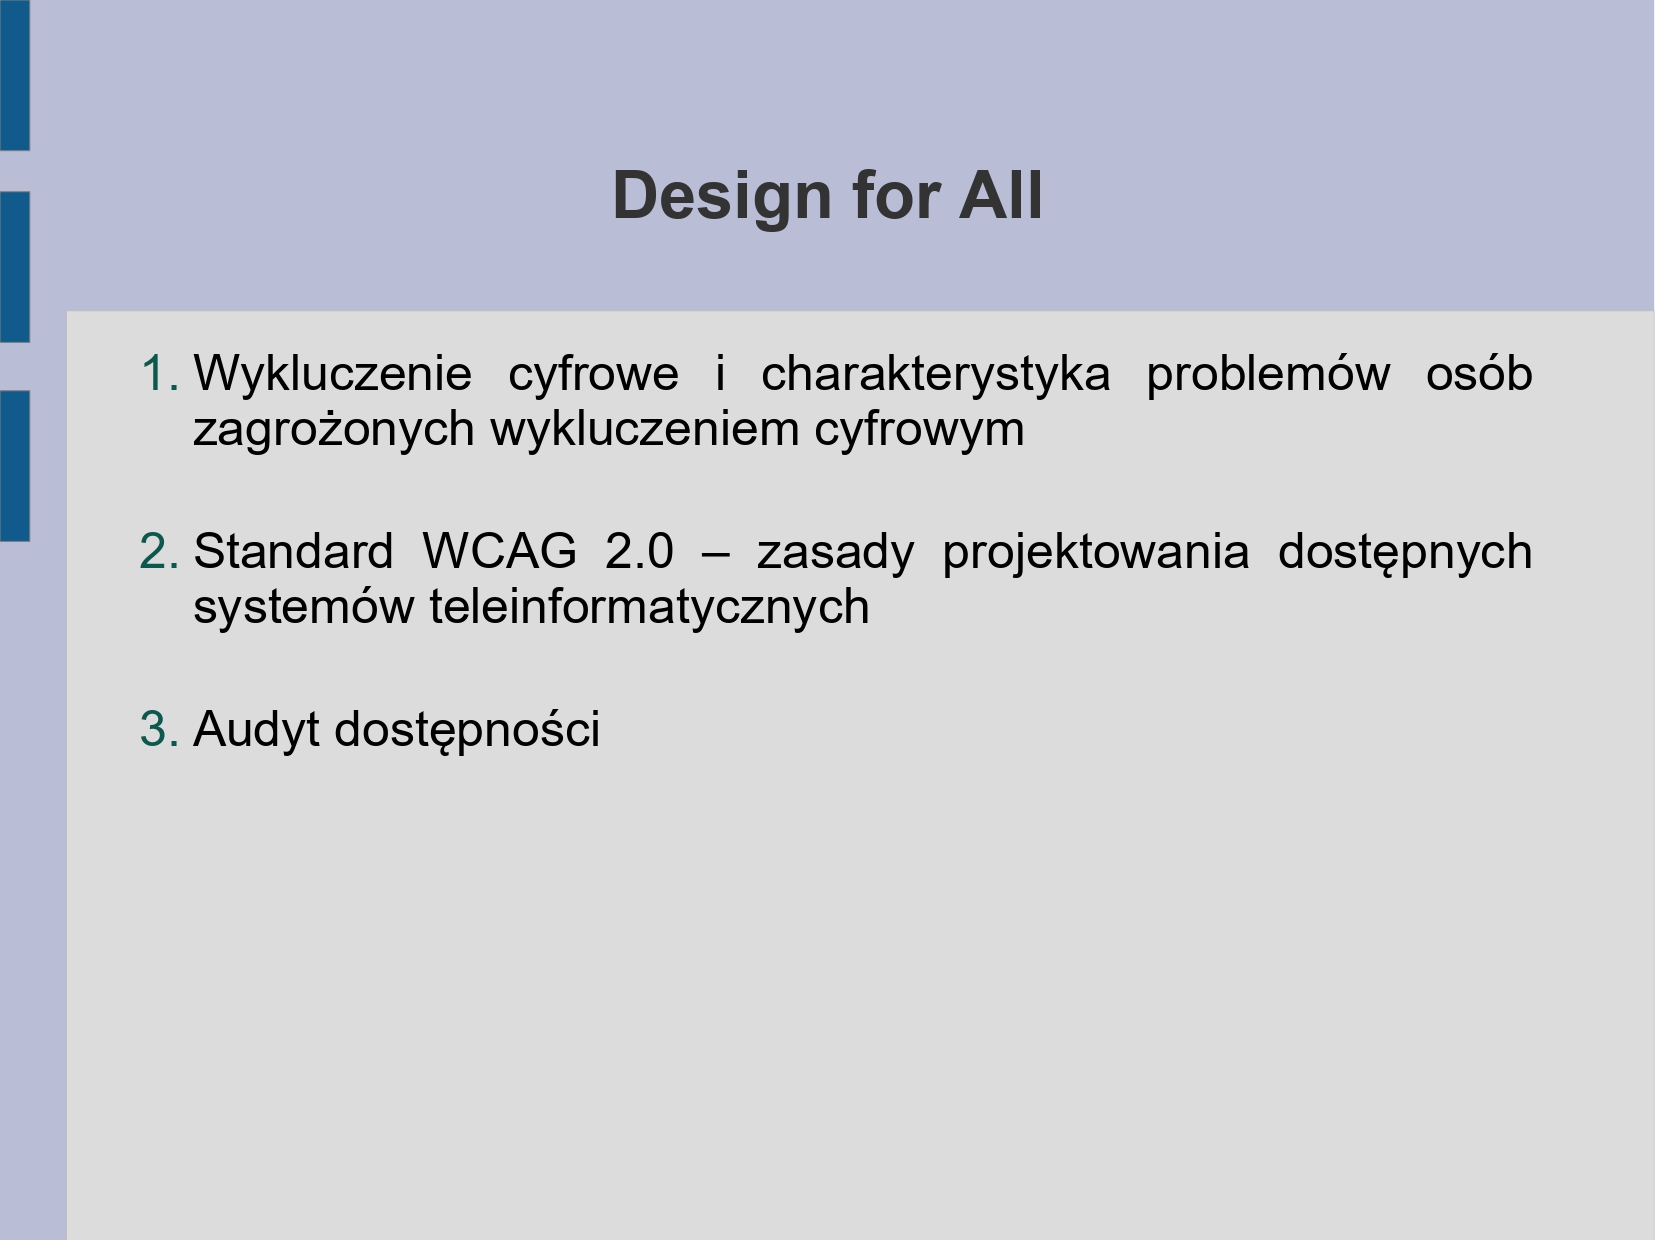 Design for All
1. Wykluczenie cyfrowe i charakterystyka problemów osób
zagrożonych wykluczeniem cyfrowym
2. Standard WCAG 2.0 – zasady projektowania dostępnych
systemów teleinformatycznych
3. Audyt dostępności